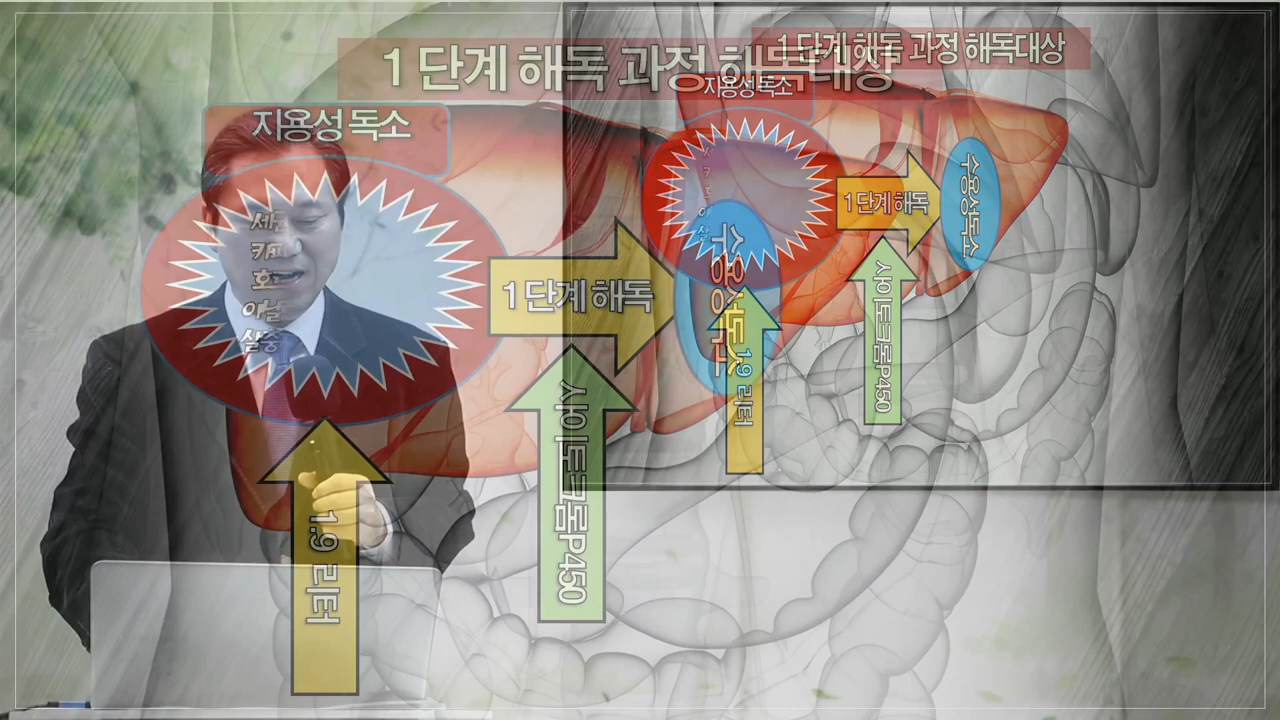 1 단계 해독 과정 해독대상
지용성 독소
1 단계 해독
수용성독소
1.9 리터
사이토크롬P450
1 단계 해독 과정 해독대상
지용성 독소
1 단계 해독
수용성독소
1.9 리터
사이토크롬P450